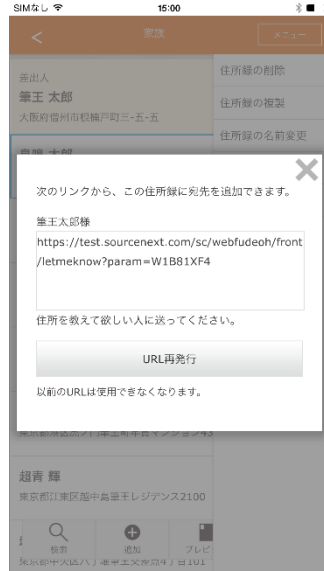 SIMなし 15:00
< 家族 メニュー
差出人
筆王 太郎
大阪府信州市根楠戸町三-五-五
住所録の削除
住所録の複製
住所録の名前変更
次のリンクから、この住所録に宛先を追加できます。
筆王太郎様
https://test.sourcenext.com/sc/webfudeoh/front
/letmeknow?param=W1B81XF4
住所を教えて欲しい人に送ってください。
URL再発行
以前のURLは使用できなくなります。
超青 輝
東京都江東区越中島筆王レジデンス2100
検索 追加 プレビ